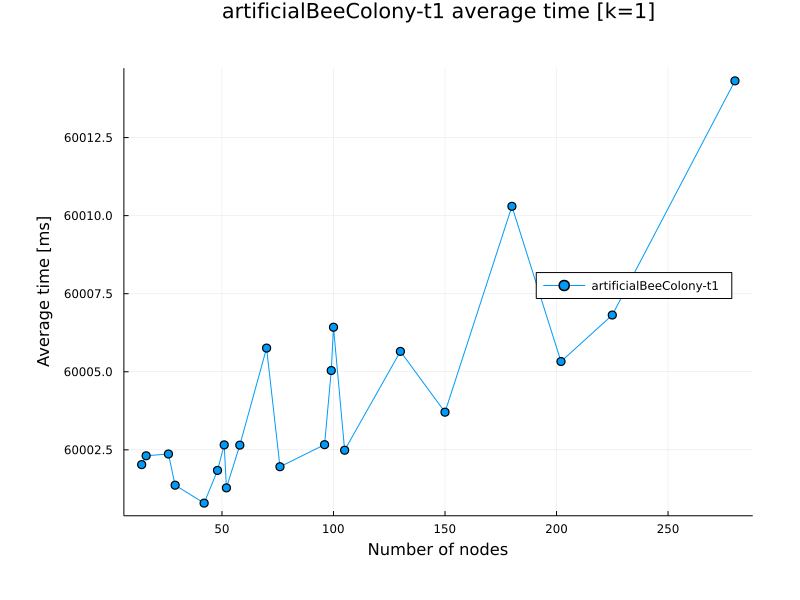 artificialBeeColony-t1 average time [k=1]
60012.5
60010.0
60007.5
60005.0
60002.5
Average time [ms]
artificialBeeColony-t1
50 100 150 200 250
Number of nodes